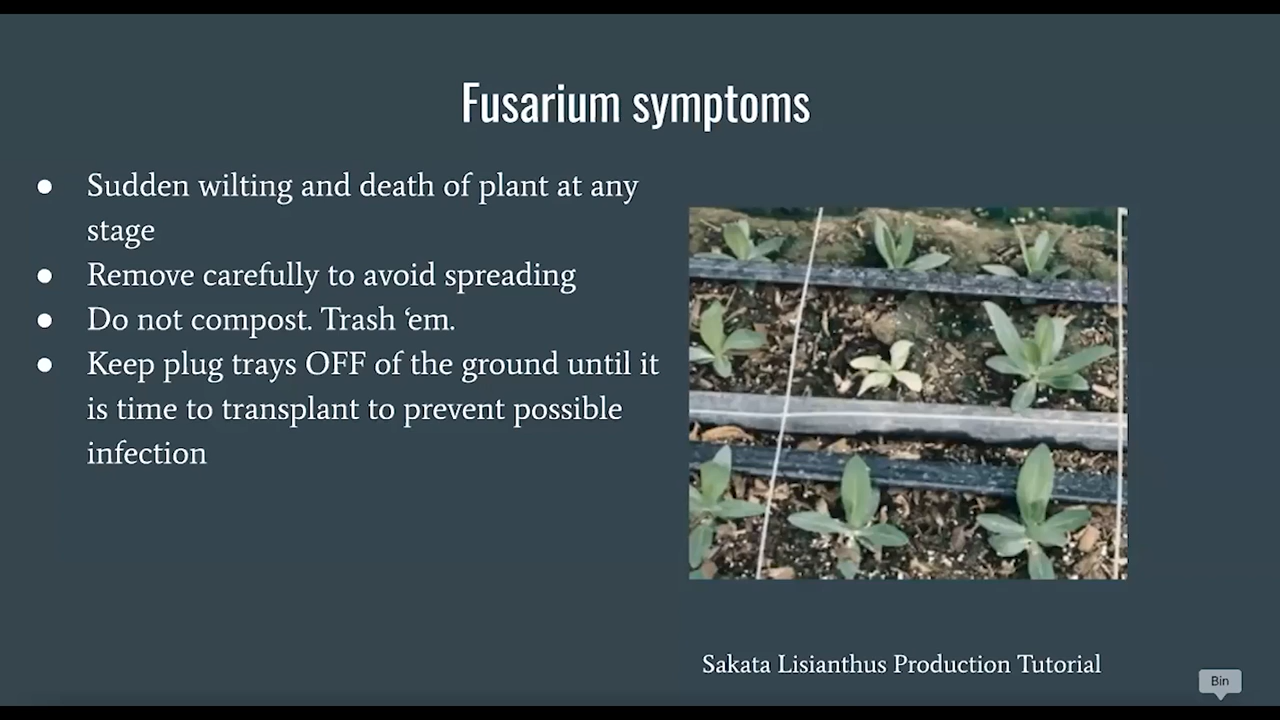 Fusarium symptoms
● Sudden wilting and death of plant at any
stage
● Remove carefully to avoid spreading
● Do not compost. Trash ‘em.
● Keep plug trays OFF of the ground until it
is time to transplant to prevent possible
infection
Sakata Lisianthus Production Tutorial
Bin